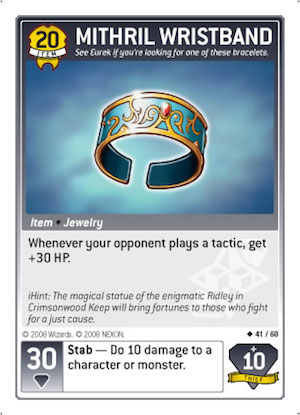 20
ITEM
MITHRIL WRISTBAND
See Eurek if you're looking for one of these bracelets.
Item • Jewelry
Whenever your opponent plays a tactic, get
+30 HP.
iHint: The magical statue of the enigmatic Ridley in
Crimsonwood Keep will bring fortunes to those who fight
for a just cause.
© 2008 Wizards. © 2008 NEXON.
◆ 41 / 60
30
Stab — Do 10 damage to a
character or monster.
+
10
THIEF